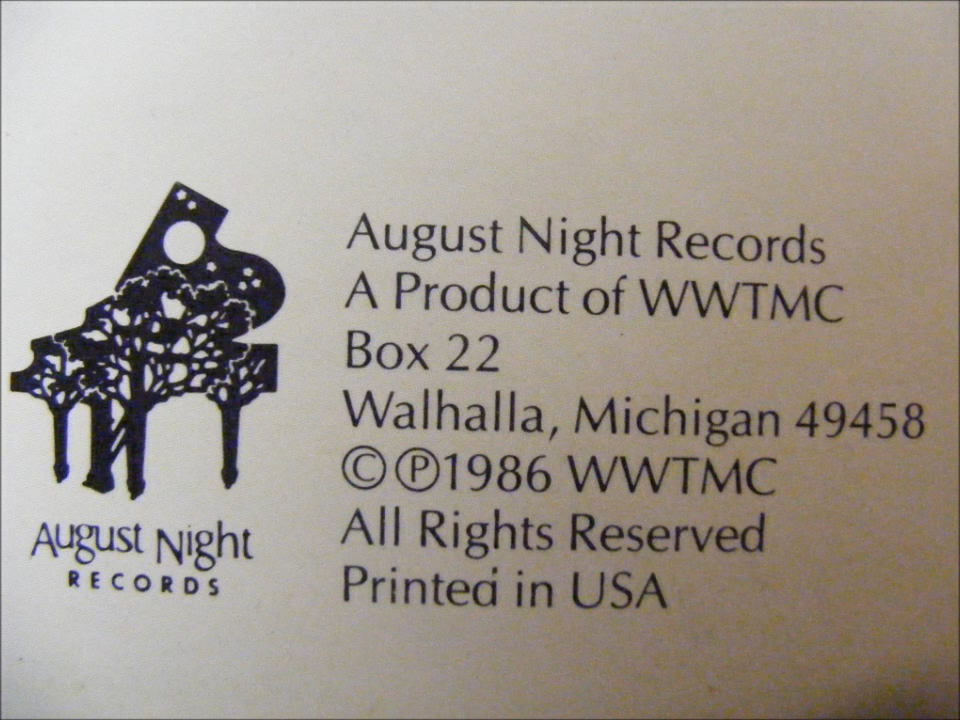 August Night Records
A Product of WWTMC
Box 22
Walhalla, Michigan 49458
©℗1986 WWTMC
All Rights Reserved
Printed in USA
August Night
RECORDS